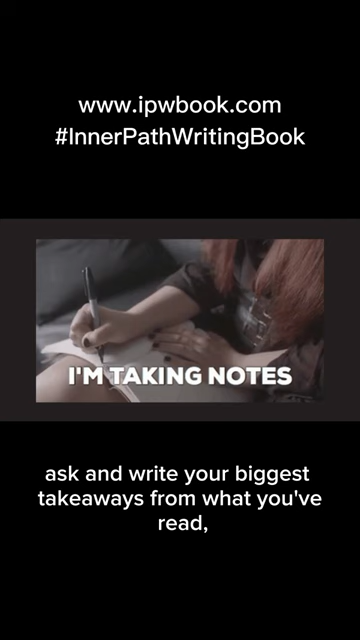 www.ipwbook.com
#InnerPathWritingBook
I'M TAKING NOTES
ask and write your biggest
takeaways from what you've
read,